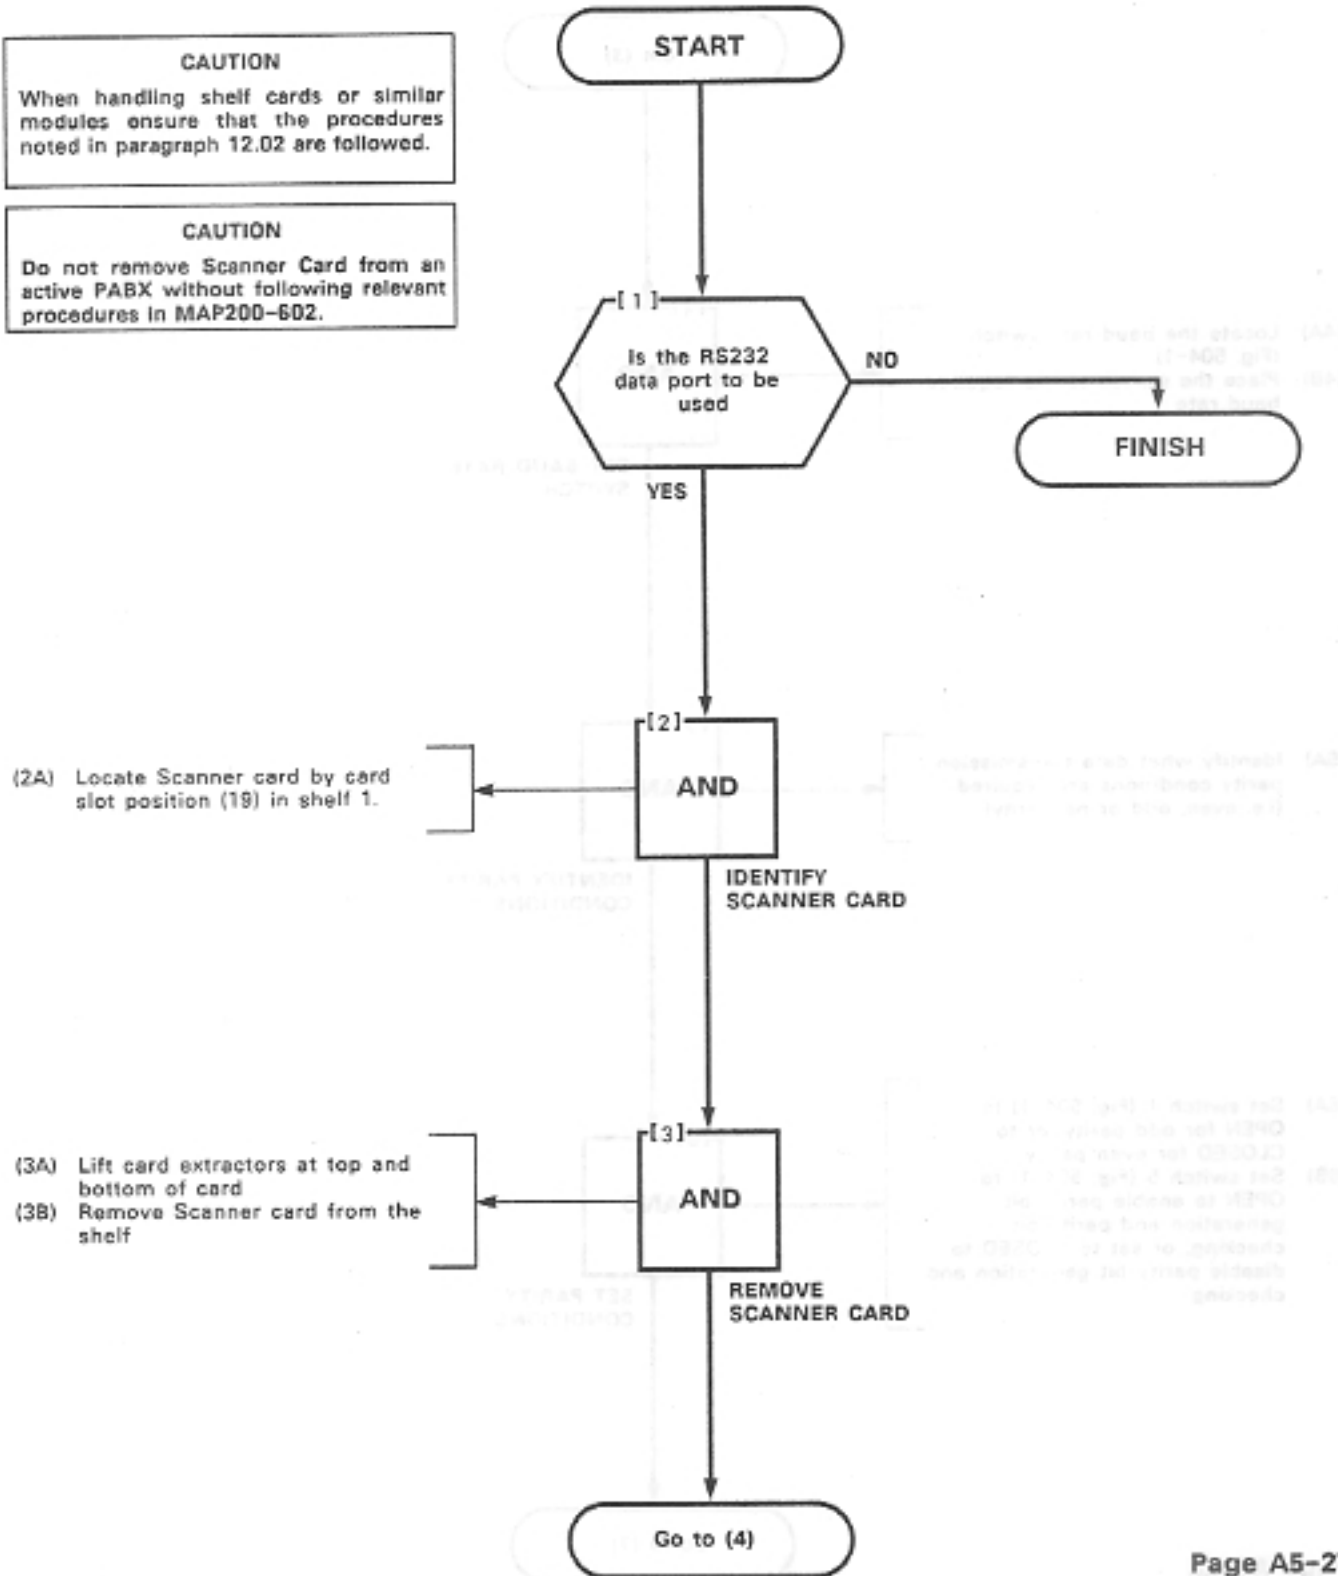 START
CAUTION
When handling shelf cards or similar
modules ensure that the procedures
noted in paragraph 12.02 are followed.
CAUTION
Do not remove Scanner Card from an
active PABX without following relevant
procedures in MAP200-602.
[1]
Is the RS232
data port to be
used
NO
FINISH
YES
[2]
AND
(2A) Locate Scanner card by card
slot position (19) in shelf 1.
IDENTIFY
SCANNER CARD
[3]
AND
(3A) Lift card extractors at top and
bottom of card
(3B) Remove Scanner card from the
shelf
REMOVE
SCANNER CARD
Go to (4)
Page A5-2